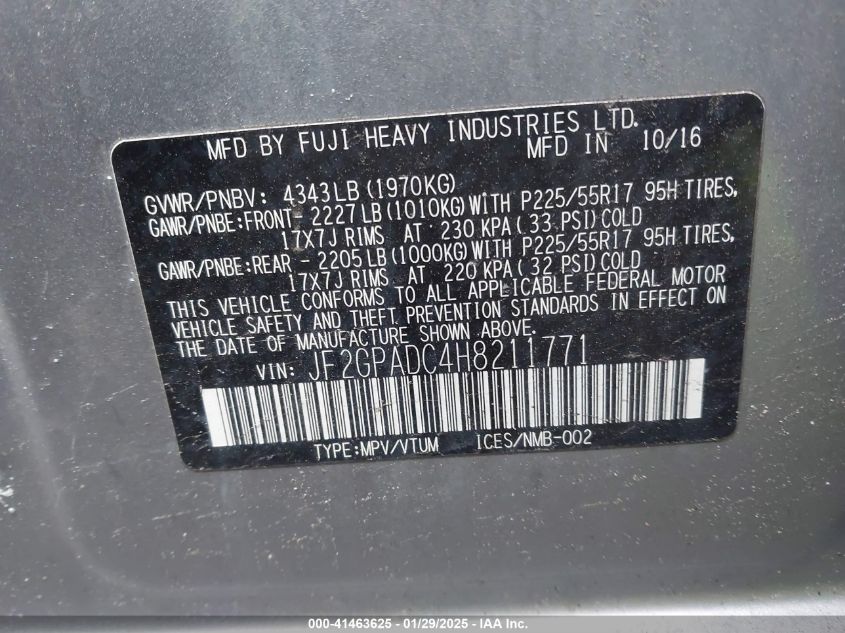 MFD BY FUJI HEAVY INDUSTRIES LTD.
MFD IN 10/16
GVWR/PNBV: 4343LB (1970KG)
GAWR/PNBE:FRONT- 2227 LB (1010KG) WITH P225/55R17 95H TIRES,
17X7J RIMS AT 230 KPA ( 33 PSI) COLD
GAWR/PNBE:REAR - 2205 LB (1000KG) WITH P225/55R17 95H TIRES,
17X7J RIMS AT 220 KPA ( 32 PSI) COLD
THIS VEHICLE CONFORMS TO ALL APPLICABLE FEDERAL MOTOR
VEHICLE SAFETY AND THEFT PREVENTION STANDARDS IN EFFECT ON
THE DATE OF MANUFACTURE SHOWN ABOVE.
VIN: JF2GPADC4H8211771
TYPE:MPV/VTUM ICES/NMB-002
000-41463625 - 01/29/2025 - IAA Inc.